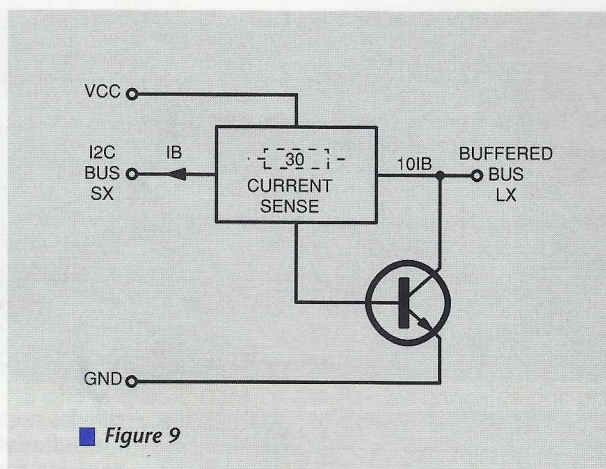 VCC
I2C
BUS
SX
IB
30
CURRENT
SENSE
10IB
BUFFERED
BUS
LX
GND
Figure 9